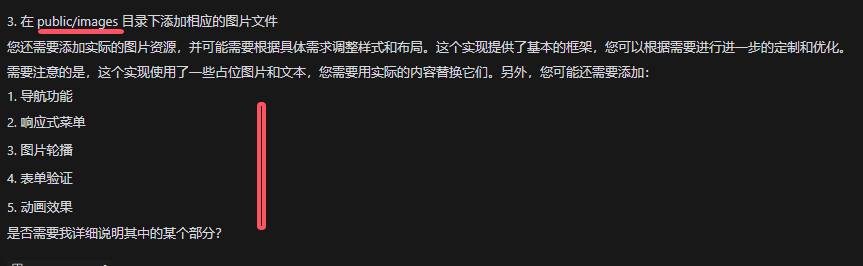 3. 在 public/images 目录下添加相应的图片文件
您还需要添加实际的图片资源，并可能需要根据具体需求调整样式和布局。这个实现提供了基本的框架，您可以根据需要进行进一步的定制和优化。
需要注意的是，这个实现使用了一些占位图片和文本，您需要用实际的内容替换它们。另外，您可能还需要添加：
1. 导航功能
2. 响应式菜单
3. 图片轮播
4. 表单验证
5. 动画效果
是否需要我详细说明其中的某个部分？